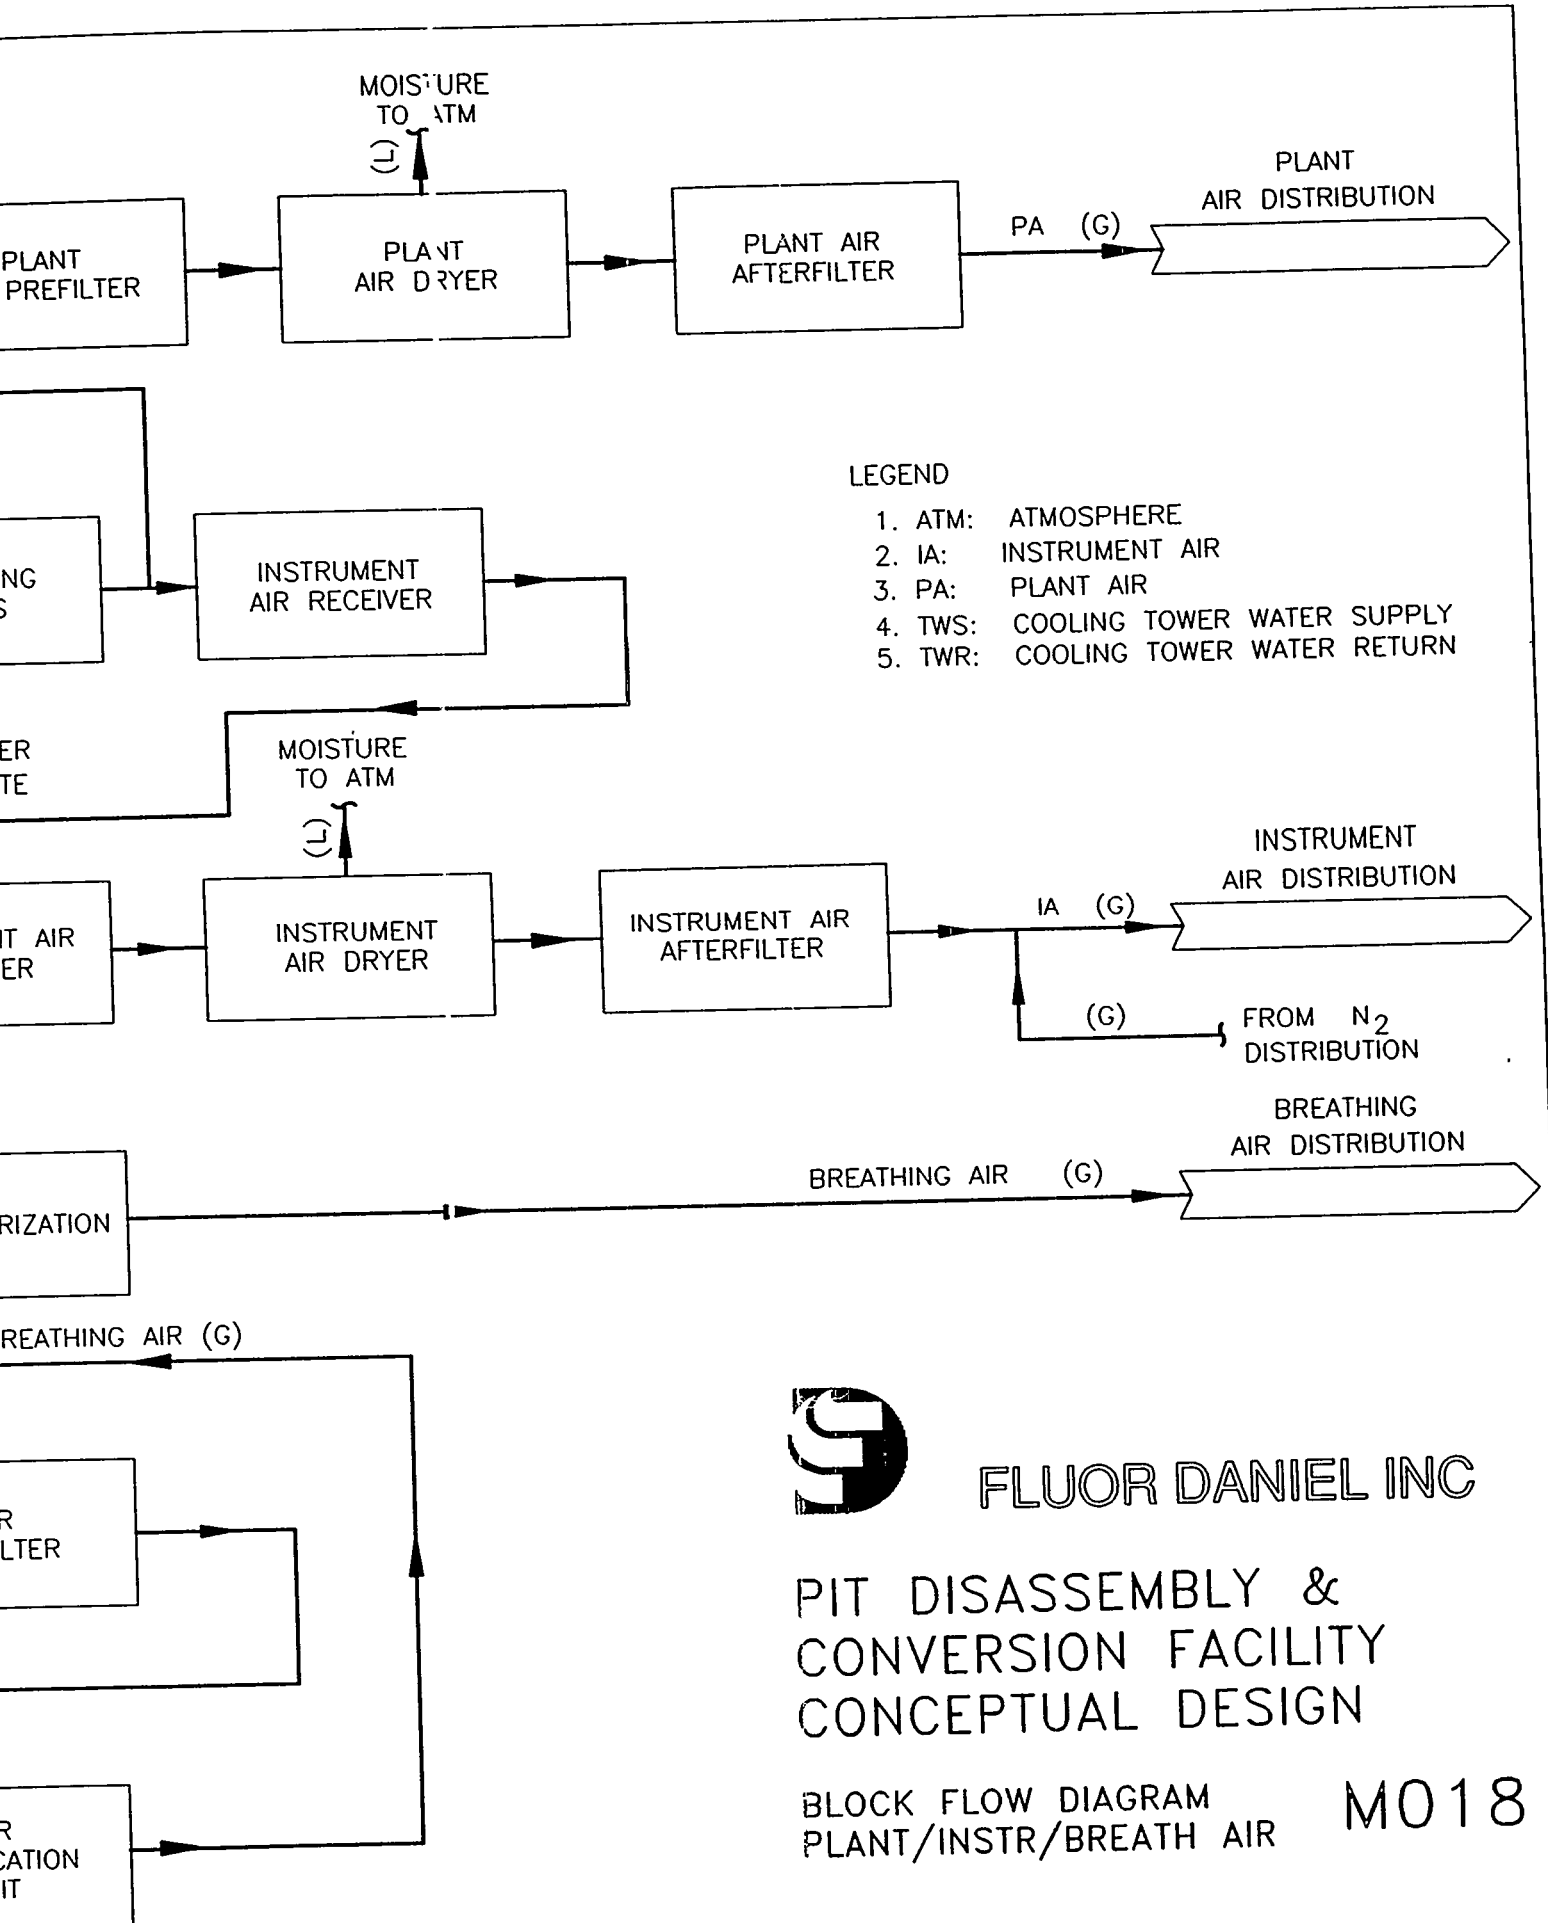 MOISTURE
TO ATM
(L)
PLANT
AIR DISTRIBUTION
PA (G)
PLANT
PREFILTER
PLANT
AIR DRYER
PLANT AIR
AFTERFILTER
LEGEND
1. ATM: ATMOSPHERE
2. IA: INSTRUMENT AIR
3. PA: PLANT AIR
4. TWS: COOLING TOWER WATER SUPPLY
5. TWR: COOLING TOWER WATER RETURN
NG
S
INSTRUMENT
AIR RECEIVER
ER
TE
MOISTURE
TO ATM
(L)
INSTRUMENT
AIR DISTRIBUTION
IA (G)
T AIR
ER
INSTRUMENT
AIR DRYER
INSTRUMENT AIR
AFTERFILTER
(G)
FROM N2
DISTRIBUTION
BREATHING
AIR DISTRIBUTION
BREATHING AIR (G)
RIZATION
REATHING AIR (G)
R
LTER
FLUOR DANIEL INC
PIT DISASSEMBLY &
CONVERSION FACILITY
CONCEPTUAL DESIGN
BLOCK FLOW DIAGRAM
PLANT/INSTR/BREATH AIR
M018
R
CATION
IT